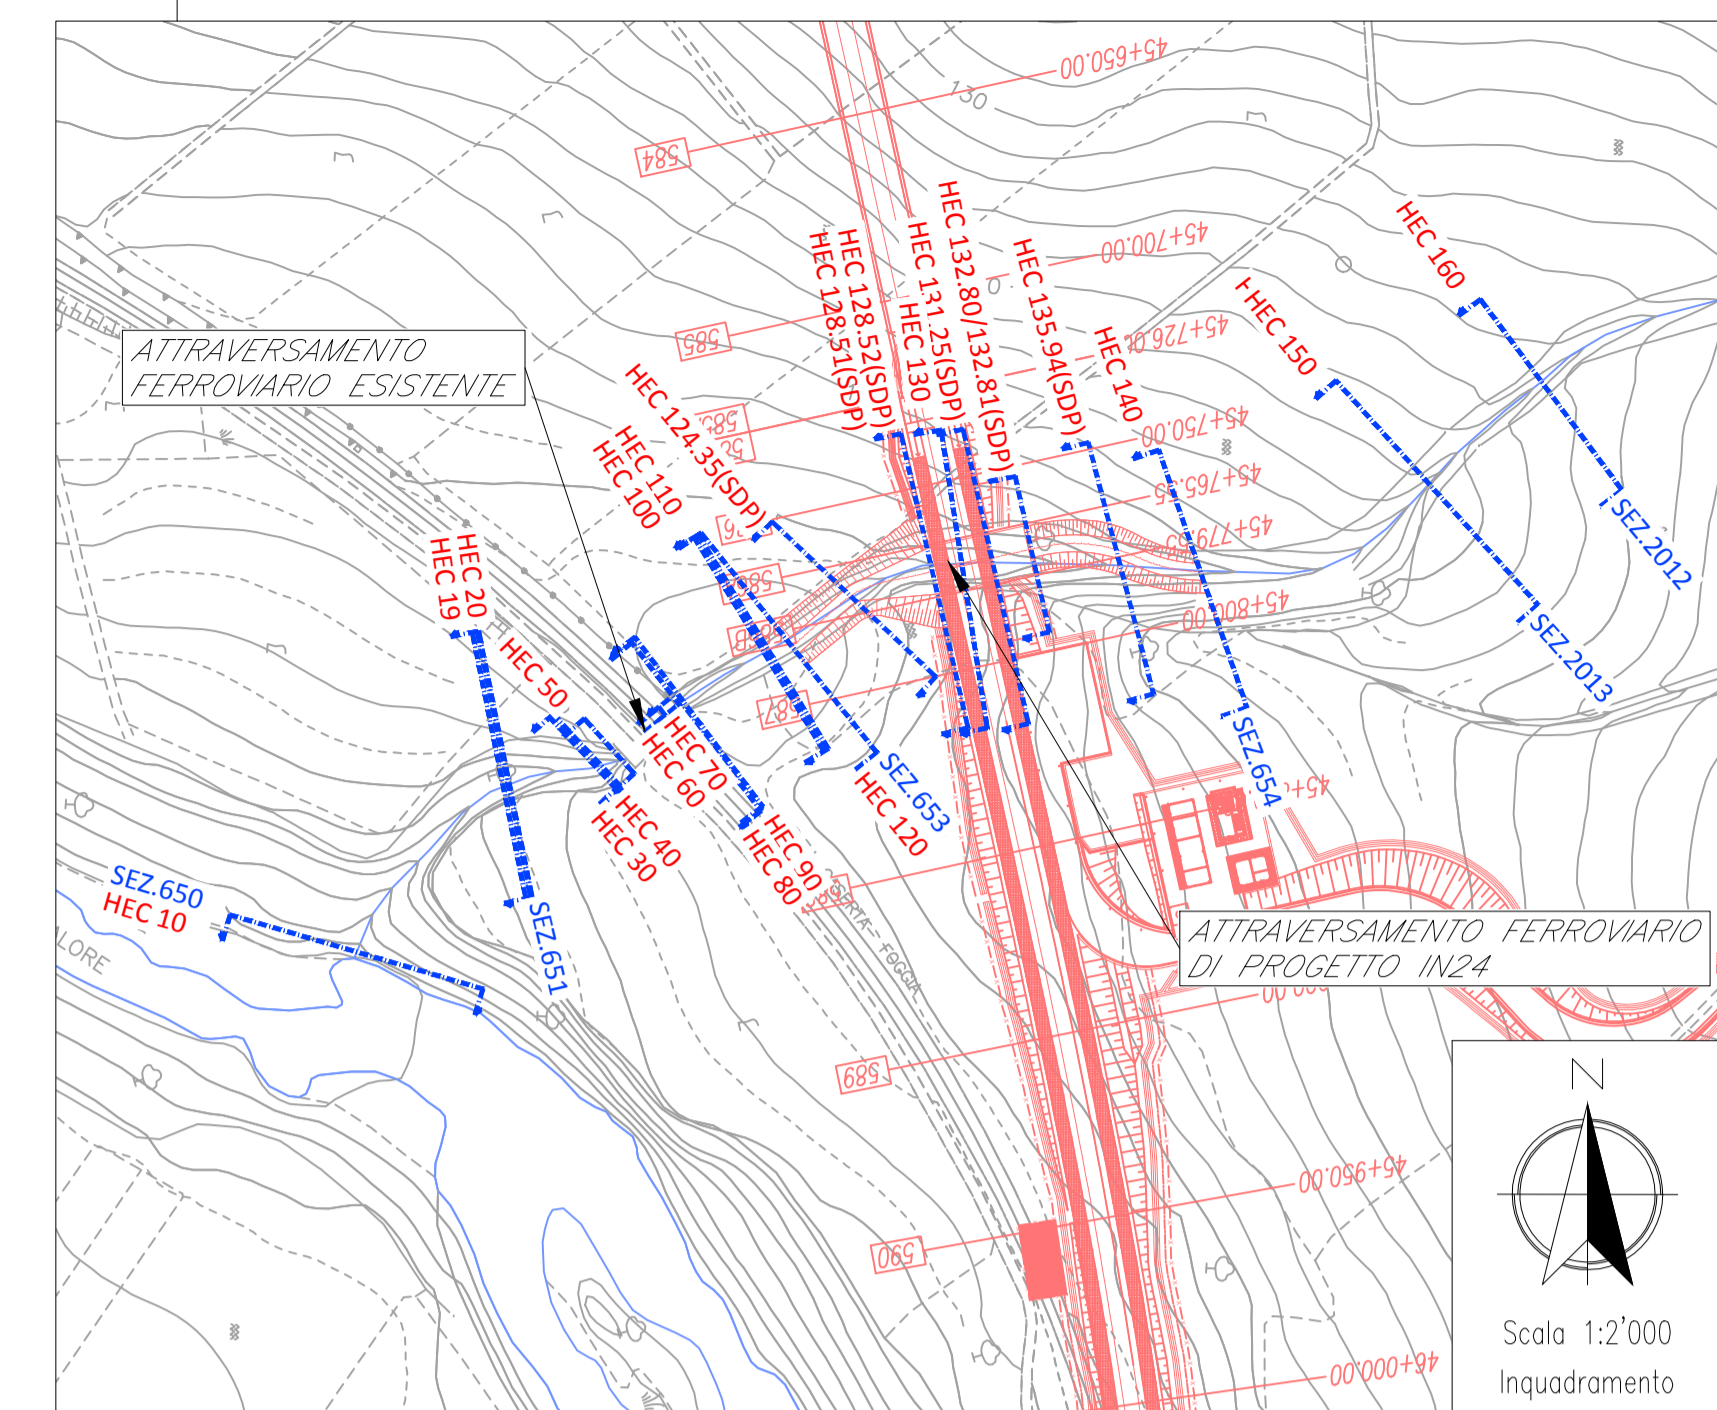 45+650.00
130
584
45+700.00
HEC 160
HEC 132.80/132.81(SDP)
HEC 131.25(SDP)
HEC 130
HEC 128.52(SDP)
HEC 128.51(SDP)
HEC 135.94(SDP)
HEC 150
45+726.0
HEC 140
585
ATTRAVERSAMENTO
FERROVIARIO ESISTENTE
HEC 124.35(SDP)
45+750.00
HEC 110
HEC 100
45+765.
45+779.
SEZ.2012
HEC 20
HEC 19
45+800.00
SEZ.2013
HEC 50
587
HEC 70
HEC 60
SEZ.653
HEC 120
SEZ.654
45+
HEC 40
HEC 30
HEC 90
HEC 80
SERTA - FOGGIA
SEZ.650
HEC 10
SEZ.651
LORE
ATTRAVERSAMENTO FERROVIARIO
DI PROGETTO IN24
589
45+950.00
590
46+000.00
N
Scala 1:2'000
Inquadramento